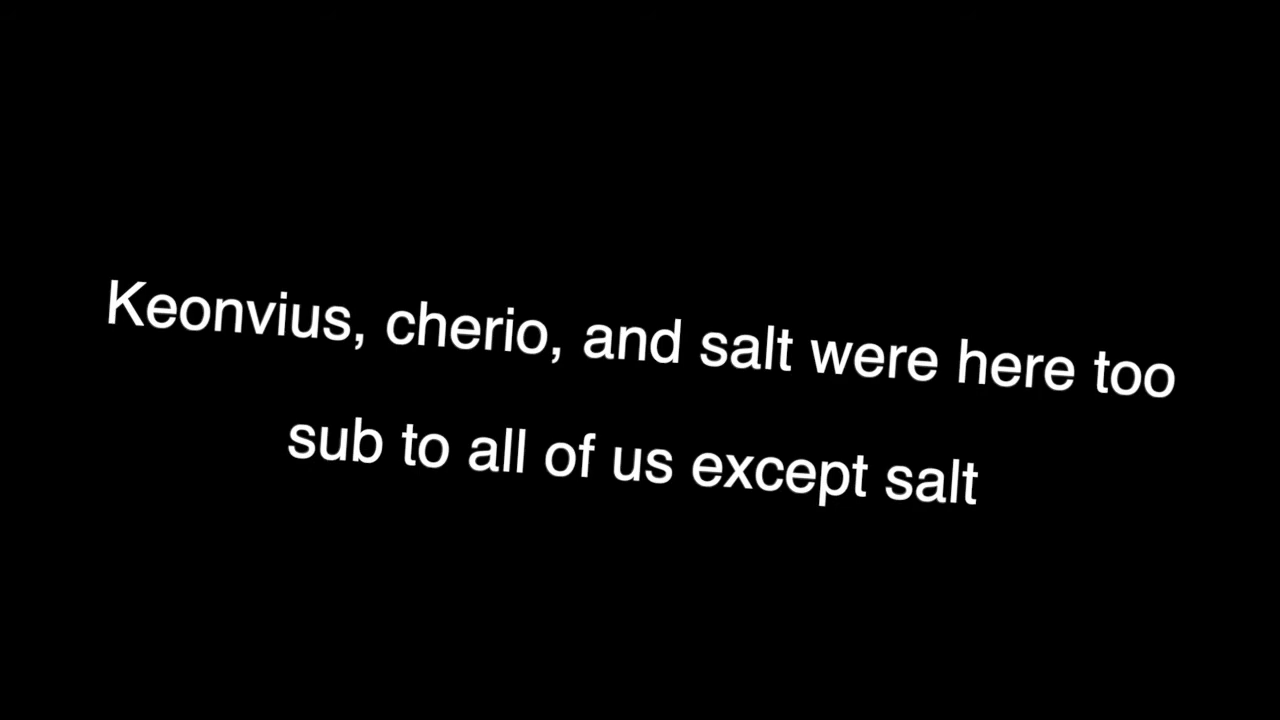 Keonvius, cherio, and salt were here too
sub to all of us except salt